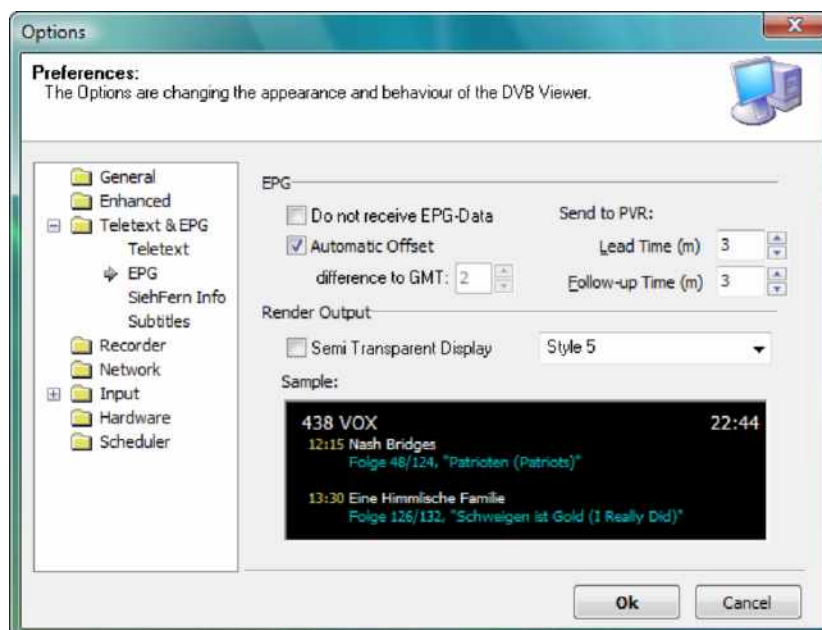 Options
Preferences:
The Options are changing the appearance and behaviour of the DVB Viewer.
General
Enhanced
Teletext & EPG
Teletext
EPG
SiehFern Info
Subtitles
Recorder
Network
Input
Hardware
Scheduler
EPG
Do not receive EPG-Data
Automatic Offset
difference to GMT: 2
Send to PVR:
Lead Time (m) 3
Follow-up Time (m) 3
Render Output
Semi Transparent Display
Style 5
Sample:
438 VOX 22:44
12:15 Nash Bridges
Folge 48/124, "Patrioten (Patriots)"
13:30 Eine Himmlische Familie
Folge 126/132, "Schweigen ist Gold (I Really Did)"
Ok
Cancel